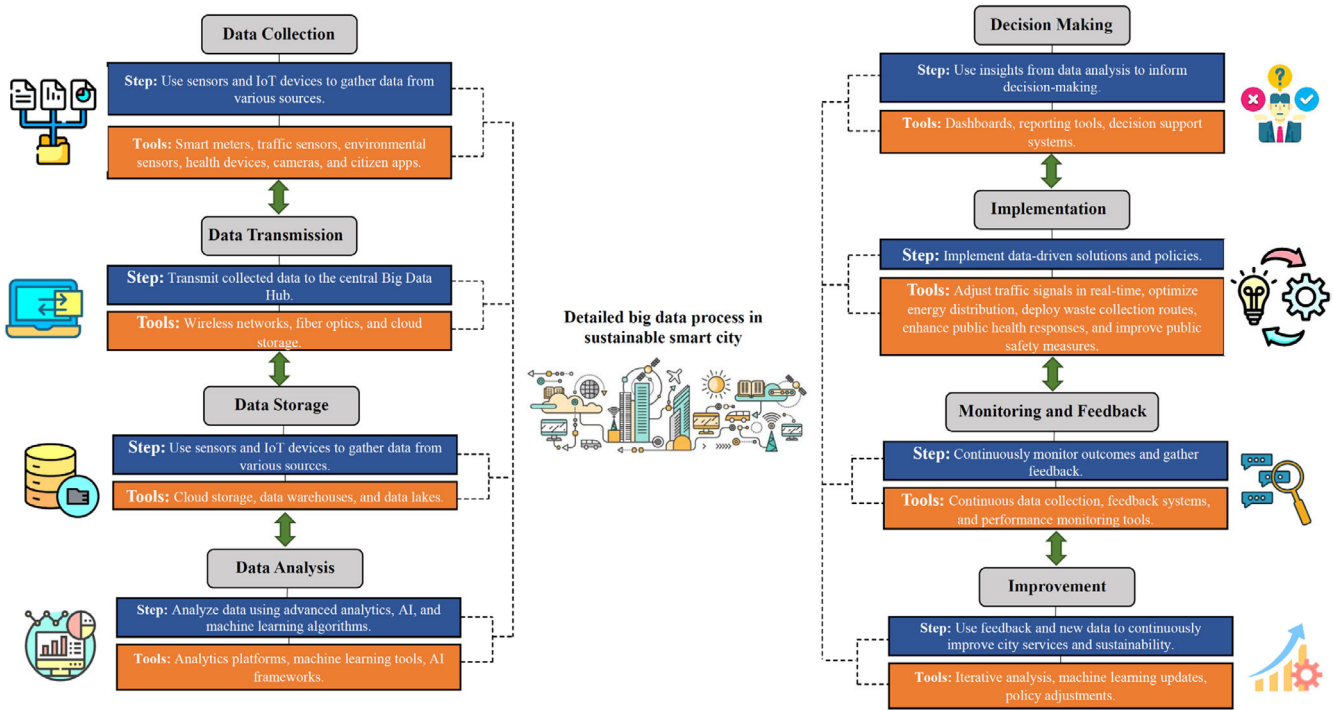 Data Collection
Step: Use sensors and IoT devices to gather data from
various sources.
Tools: Smart meters, traffic sensors, environmental
sensors, health devices, cameras, and citizen apps.
Data Transmission
Step: Transmit collected data to the central Big Data
Hub.
Tools: Wireless networks, fiber optics, and cloud
storage.
Data Storage
Step: Use sensors and IoT devices to gather data from
various sources.
Tools: Cloud storage, data warehouses, and data lakes.
Data Analysis
Step: Analyze data using advanced analytics, AI, and
machine learning algorithms.
Tools: Analytics platforms, machine learning tools, AI
frameworks.
Detailed big data process in
sustainable smart city
Decision Making
Step: Use insights from data analysis to inform
decision-making.
Tools: Dashboards, reporting tools, decision support
systems.
?
Implementation
Step: Implement data-driven solutions and policies.
Tools: Adjust traffic signals in real-time, optimize
energy distribution, deploy waste collection routes,
enhance public health responses, and improve public
safety measures.
Monitoring and Feedback
Step: Continuously monitor outcomes and gather
feedback.
Tools: Continuous data collection, feedback systems,
and performance monitoring tools.
Improvement
Step: Use feedback and new data to continuously
improve city services and sustainability.
Tools: Iterative analysis, machine learning updates,
policy adjustments.